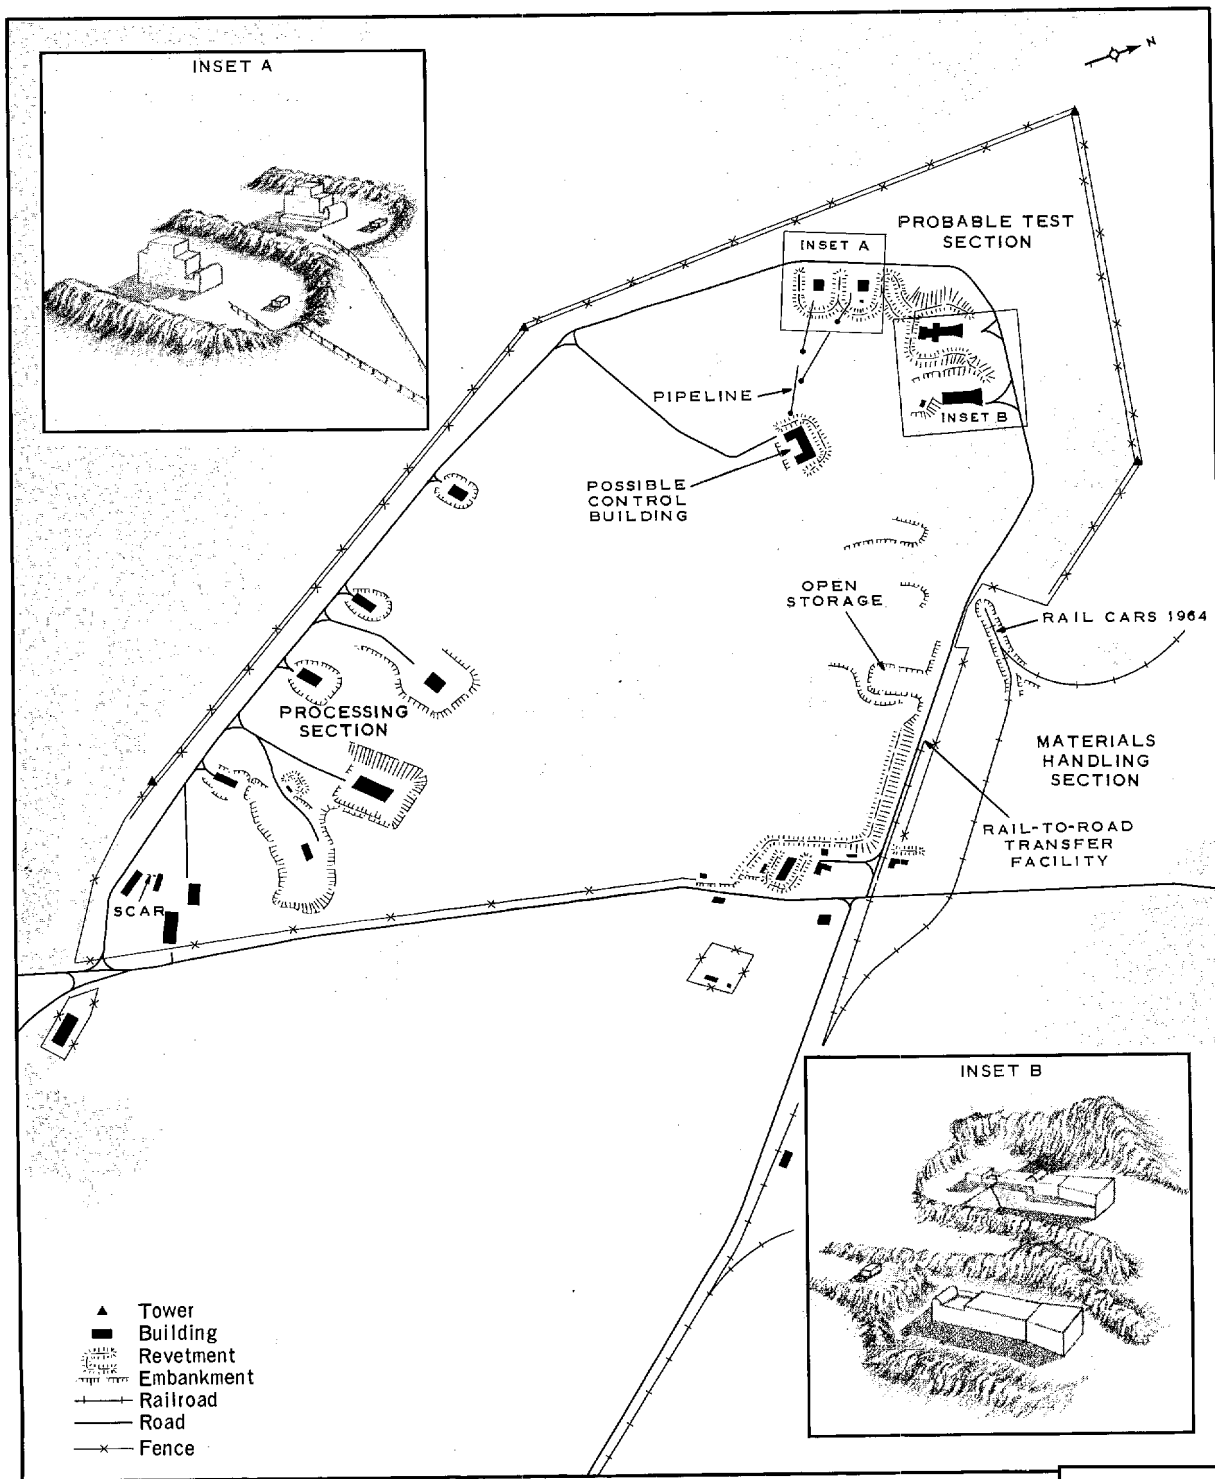 INSET A
N
PROBABLE TEST
SECTION
INSET A
PIPELINE
INSET B
POSSIBLE
CONTROL
BUILDING
OPEN
STORAGE
RAIL CARS 1964
PROCESSING
SECTION
MATERIALS
HANDLING
SECTION
RAIL-TO-ROAD
TRANSFER
FACILITY
SCAR
INSET B
Tower
Building
Revetment
Embankment
Railroad
Road
Fence